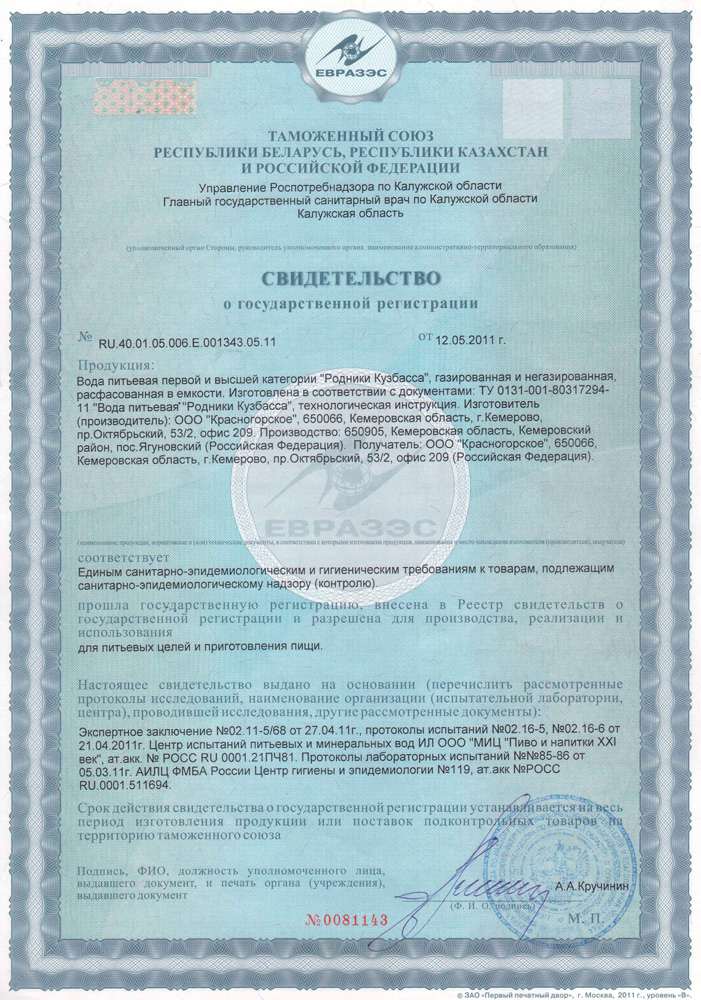 ЕВРАЗЭС
ТАМОЖЕННЫЙ СОЮЗ
РЕСПУБЛИКИ БЕЛАРУСЬ, РЕСПУБЛИКИ КАЗАХСТАН
И РОССИЙСКОЙ ФЕДЕРАЦИИ
Управление Роспотребнадзора по Калужской области
Главный государственный санитарный врач по Калужской области
Калужская область
(уполномоченный орган Стороны, руководитель уполномоченного органа, наименование административно-территориального образования)
СВИДЕТЕЛЬСТВО
о государственной регистрации
№ RU.40.01.05.006.Е.001343.05.11 от 12.05.2011 г.
Продукция:
Вода питьевая первой и высшей категории "Родники Кузбасса", газированная и негазированная,
расфасованная в емкости. Изготовлена в соответствии с документами: ТУ 0131-001-80317294-
11 "Вода питьевая" "Родники Кузбасса", технологическая инструкция. Изготовитель
(производитель): ООО "Красногорское", 650066, Кемеровская область, г.Кемерово,
пр.Октябрьский, 53/2, офис 209. Производство: 650905, Кемеровская область, Кемеровский
район, пос.Ягуновский (Российская Федерация). Получатель: ООО "Красногорское", 650066,
Кемеровская область, г.Кемерово, пр.Октябрьский, 53/2, офис 209 (Российская Федерация).
ЕВРАЗЭС
(наименование продукции, нормативные и (или) технические документы, в соответствии с которыми изготовлена продукция, наименование и место нахождения изготовителя (производителя), получателя)
соответствует
Единым санитарно-эпидемиологическим и гигиеническим требованиям к товарам, подлежащим
санитарно-эпидемиологическому надзору (контролю).
прошла государственную регистрацию, внесена в Реестр свидетельств о
государственной регистрации и разрешена для производства, реализации и
использования
для питьевых целей и приготовления пищи.
Настоящее свидетельство выдано на основании (перечислить рассмотренные
протоколы исследований, наименование организации (испытательной лаборатории,
центра), проводившей исследования, другие рассмотренные документы):
Экспертное заключение №02.11-5/68 от 27.04.11г., протоколы испытаний №02.16-5, №02.16-6 от
21.04.2011г. Центр испытаний питьевых и минеральных вод ИЛ ООО "МИЦ "Пиво и напитки XXI
век", ат.акк. № РОСС RU 0001.21ПЧ81. Протоколы лабораторных испытаний №№85-86 от
05.03.11г. АИЛЦ ФМБА России Центр гигиены и эпидемиологии №119, ат.акк №РОСС
RU.0001.511694.
Срок действия свидетельства о государственной регистрации устанавливается на весь
период изготовления продукции или поставок подконтрольных товаров на
территорию таможенного союза
Подпись, ФИО, должность уполномоченного лица,
выдавшего документ, и печать органа (учреждения),
выдавшего документ
А.А.Кручинин
(Ф. И. О./подпись)
№0081143
М. П.
© ЗАО «Первый печатный двор», г. Москва, 2011 г., уровень «В».